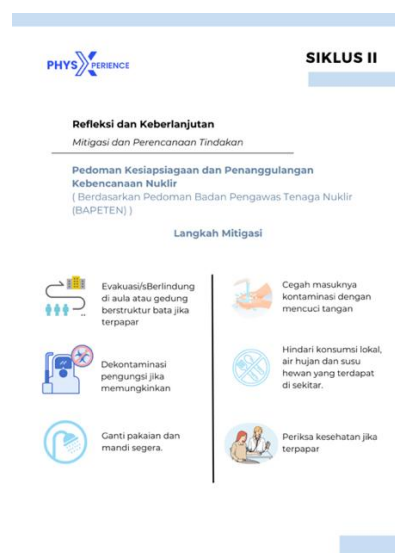 PHYSXPERIENCE
SIKLUS II
Refleksi dan Keberlanjutan
Mitigasi dan Perencanaan Tindakan
Pedoman Kesiapsiagaan dan Penanggulangan
Kebencanaan Nuklir
( Berdasarkan Pedoman Badan Pengawas Tenaga Nuklir
(BAPETEN) )
Langkah Mitigasi
Evakuasi/sBerlindung
di aula atau gedung
berstruktur bata jika
terpapar
Dekontaminasi
pengungsi jika
memungkinkan
Ganti pakaian dan
mandi segera.
Cegah masuknya
kontaminasi dengan
mencuci tangan
Hindari konsumsi lokal,
air hujan dan susu
hewan yang terdapat
di sekitar.
Periksa kesehatan jika
terpapar